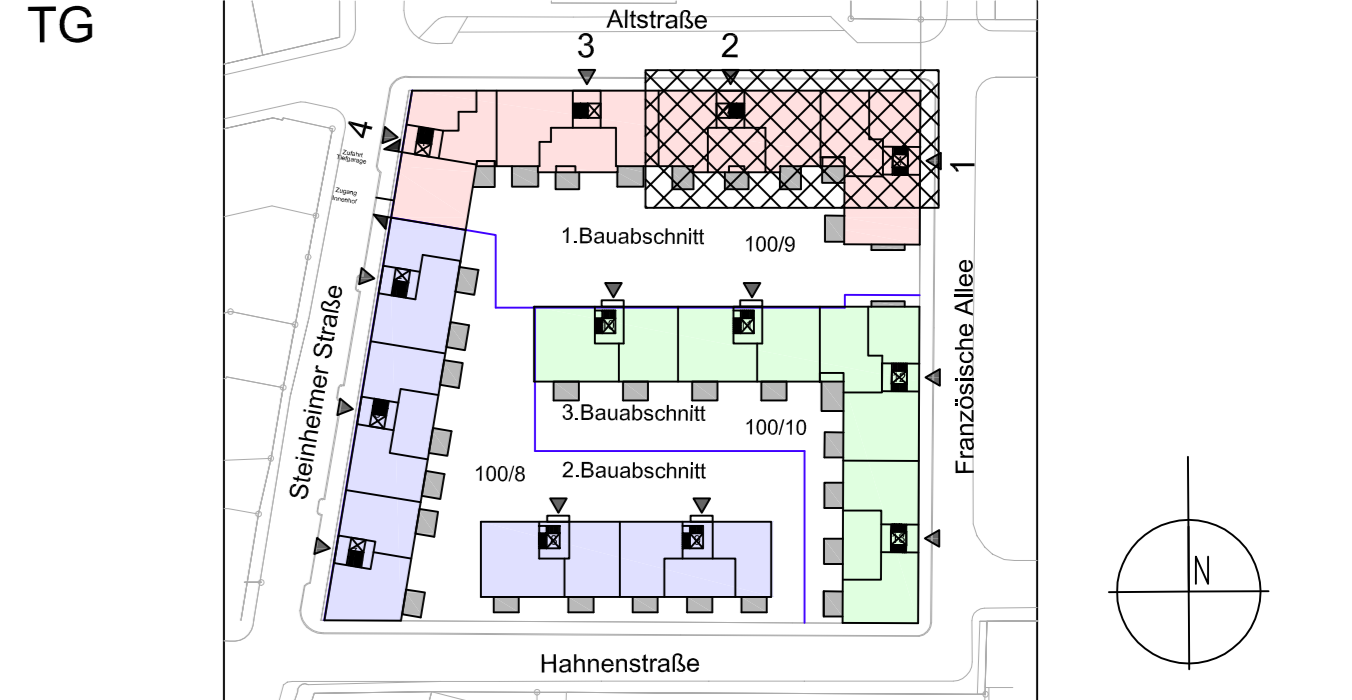 TG
Altstraße
3
2
4
Zufahrt
Tiefgarage
1
Zugang
Innenhof
1.Bauabschnitt
100/9
Steinheimer Straße
Französische Allee
3.Bauabschnitt
100/10
100/8
2.Bauabschnitt
N
Hahnenstraße